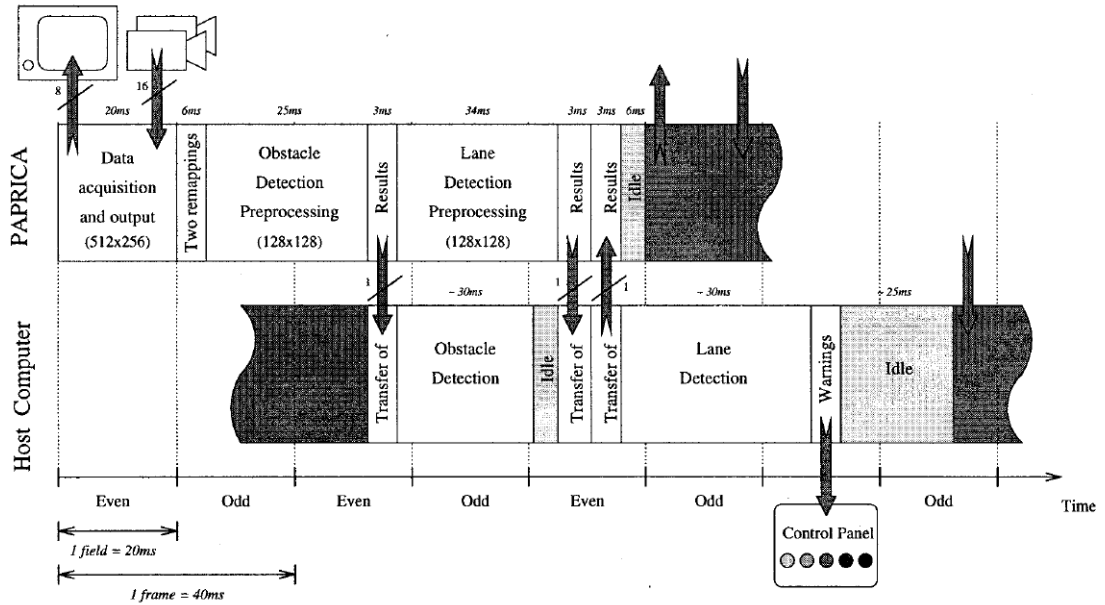 8
16
20ms
6ms
25ms
3ms
34ms
3ms
3ms
6ms
PAPRICA
Data
acquisition
and output
(512x256)
Two remappings
Obstacle
Detection
Preprocessing
(128x128)
Results
Lane
Detection
Preprocessing
(128x128)
Results
Results
Idle
1
1
~30ms
~30ms
~25ms
Host Computer
Transfer of
Obstacle
Detection
Idle
Transfer of
Transfer of
Lane
Detection
Warnings
Idle
Even
Odd
Even
Odd
Even
Odd
Odd
Time
1 field = 20ms
1 frame = 40ms
Control Panel